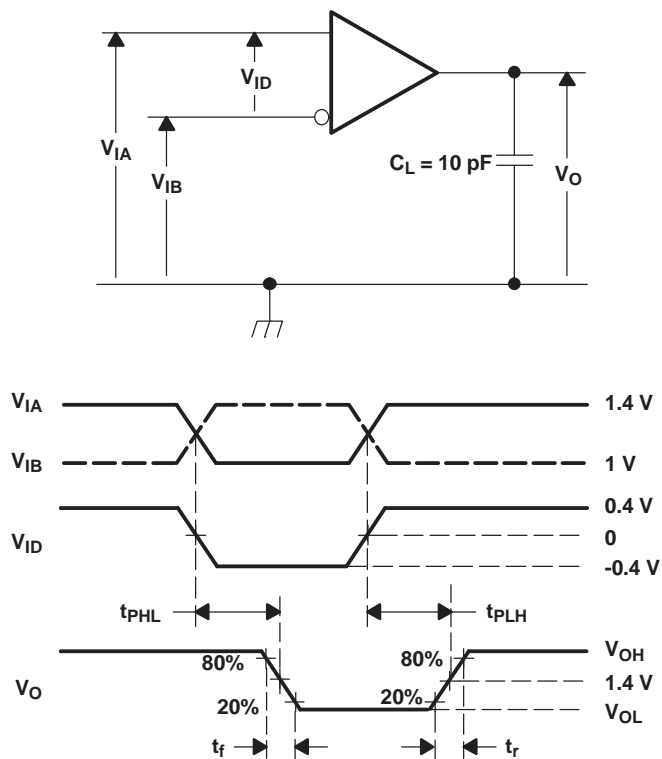 V_ID
V_IA
V_IB
C_L = 10 pF
V_O
V_IA
1.4 V
V_IB
1 V
0.4 V
V_ID
0
-0.4 V
t_PHL
t_PLH
V_OH
80%
80%
V_O
1.4 V
20%
20%
V_OL
t_f
t_r